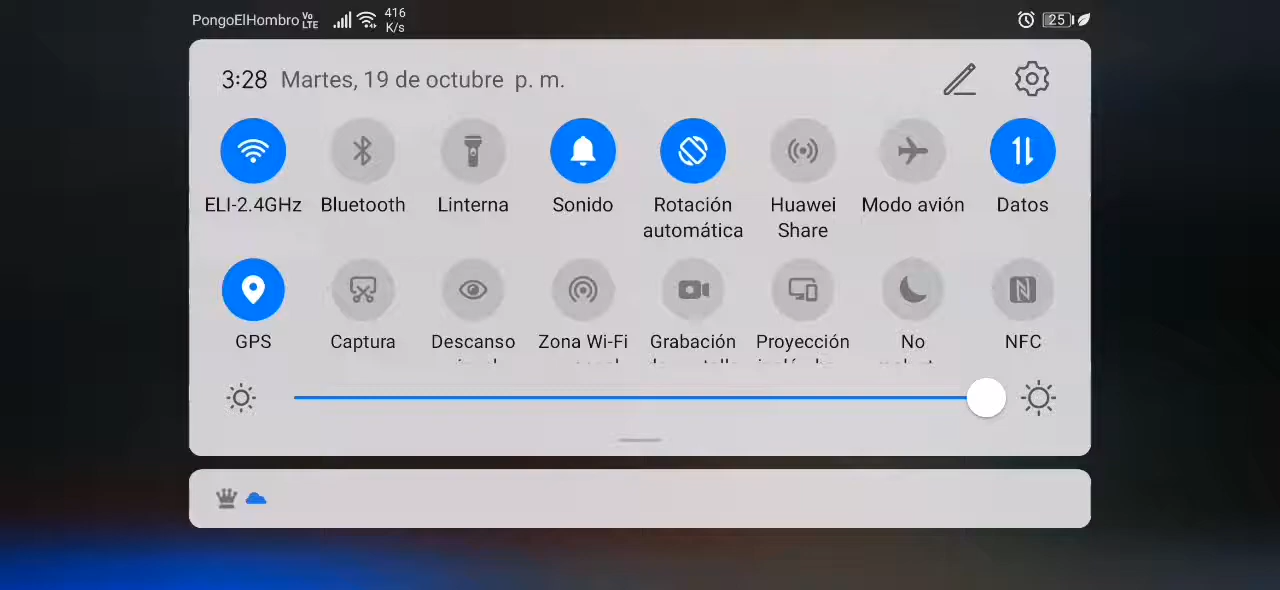 PongoElHombro VoLTE 416 K/s 25
3:28 Martes, 19 de octubre p. m.
ELI-2.4GHz Bluetooth Linterna Sonido Rotación automática Huawei Share Modo avión Datos
GPS Captura Descanso Zona Wi-Fi Grabación Proyección No NFC